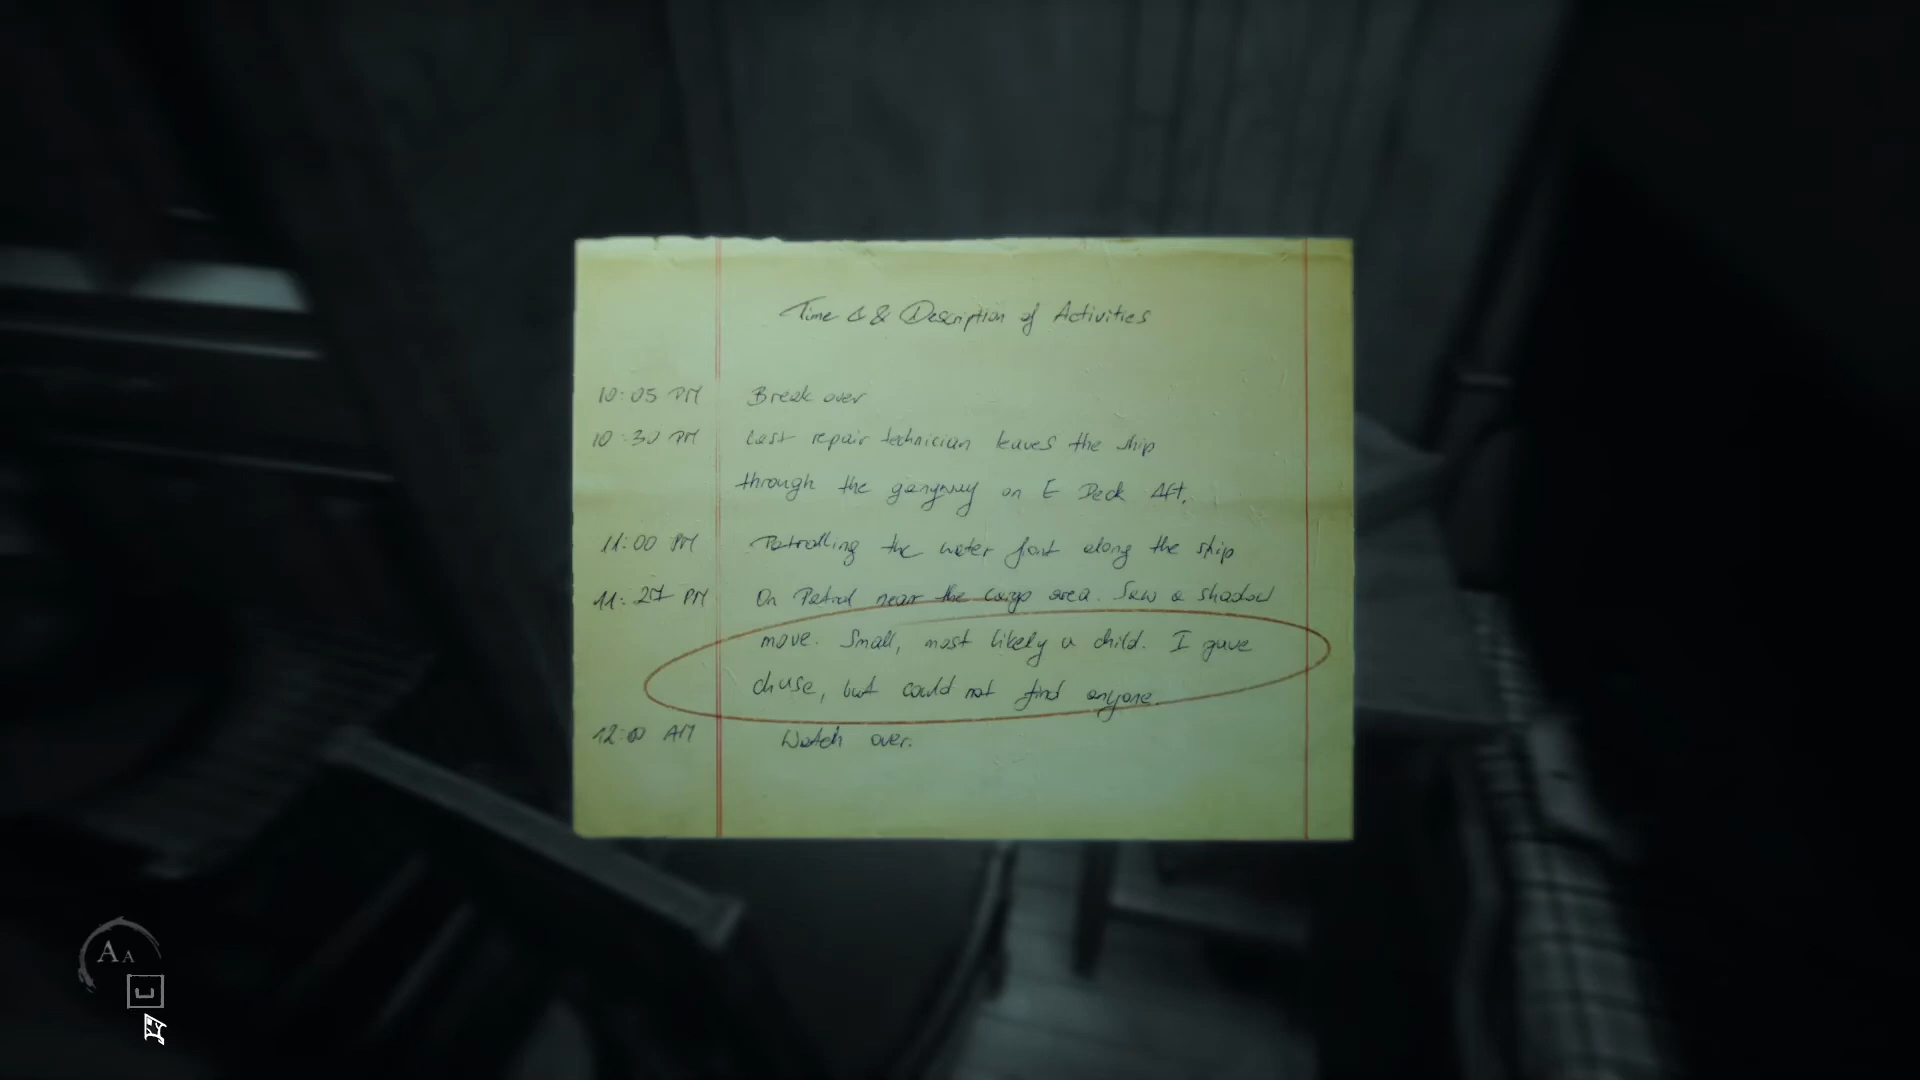 Time & Description of Activities
10:05 PM Break over
10:30 PM Last repair technician leaves the ship
through the gangway on E Deck Aft.
11:00 PM Patrolling the water front along the ship
11:27 PM On Patrol near the cargo area. Saw a shadow
move. Small, most likely a child. I gave
chase, but could not find anyone.
12:00 AM Watch over.
AA